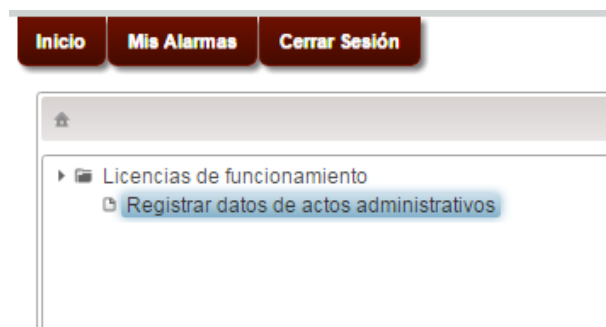 Inicio Mis Alarmas Cerrar Sesión
Licencias de funcionamiento
Registrar datos de actos administrativos